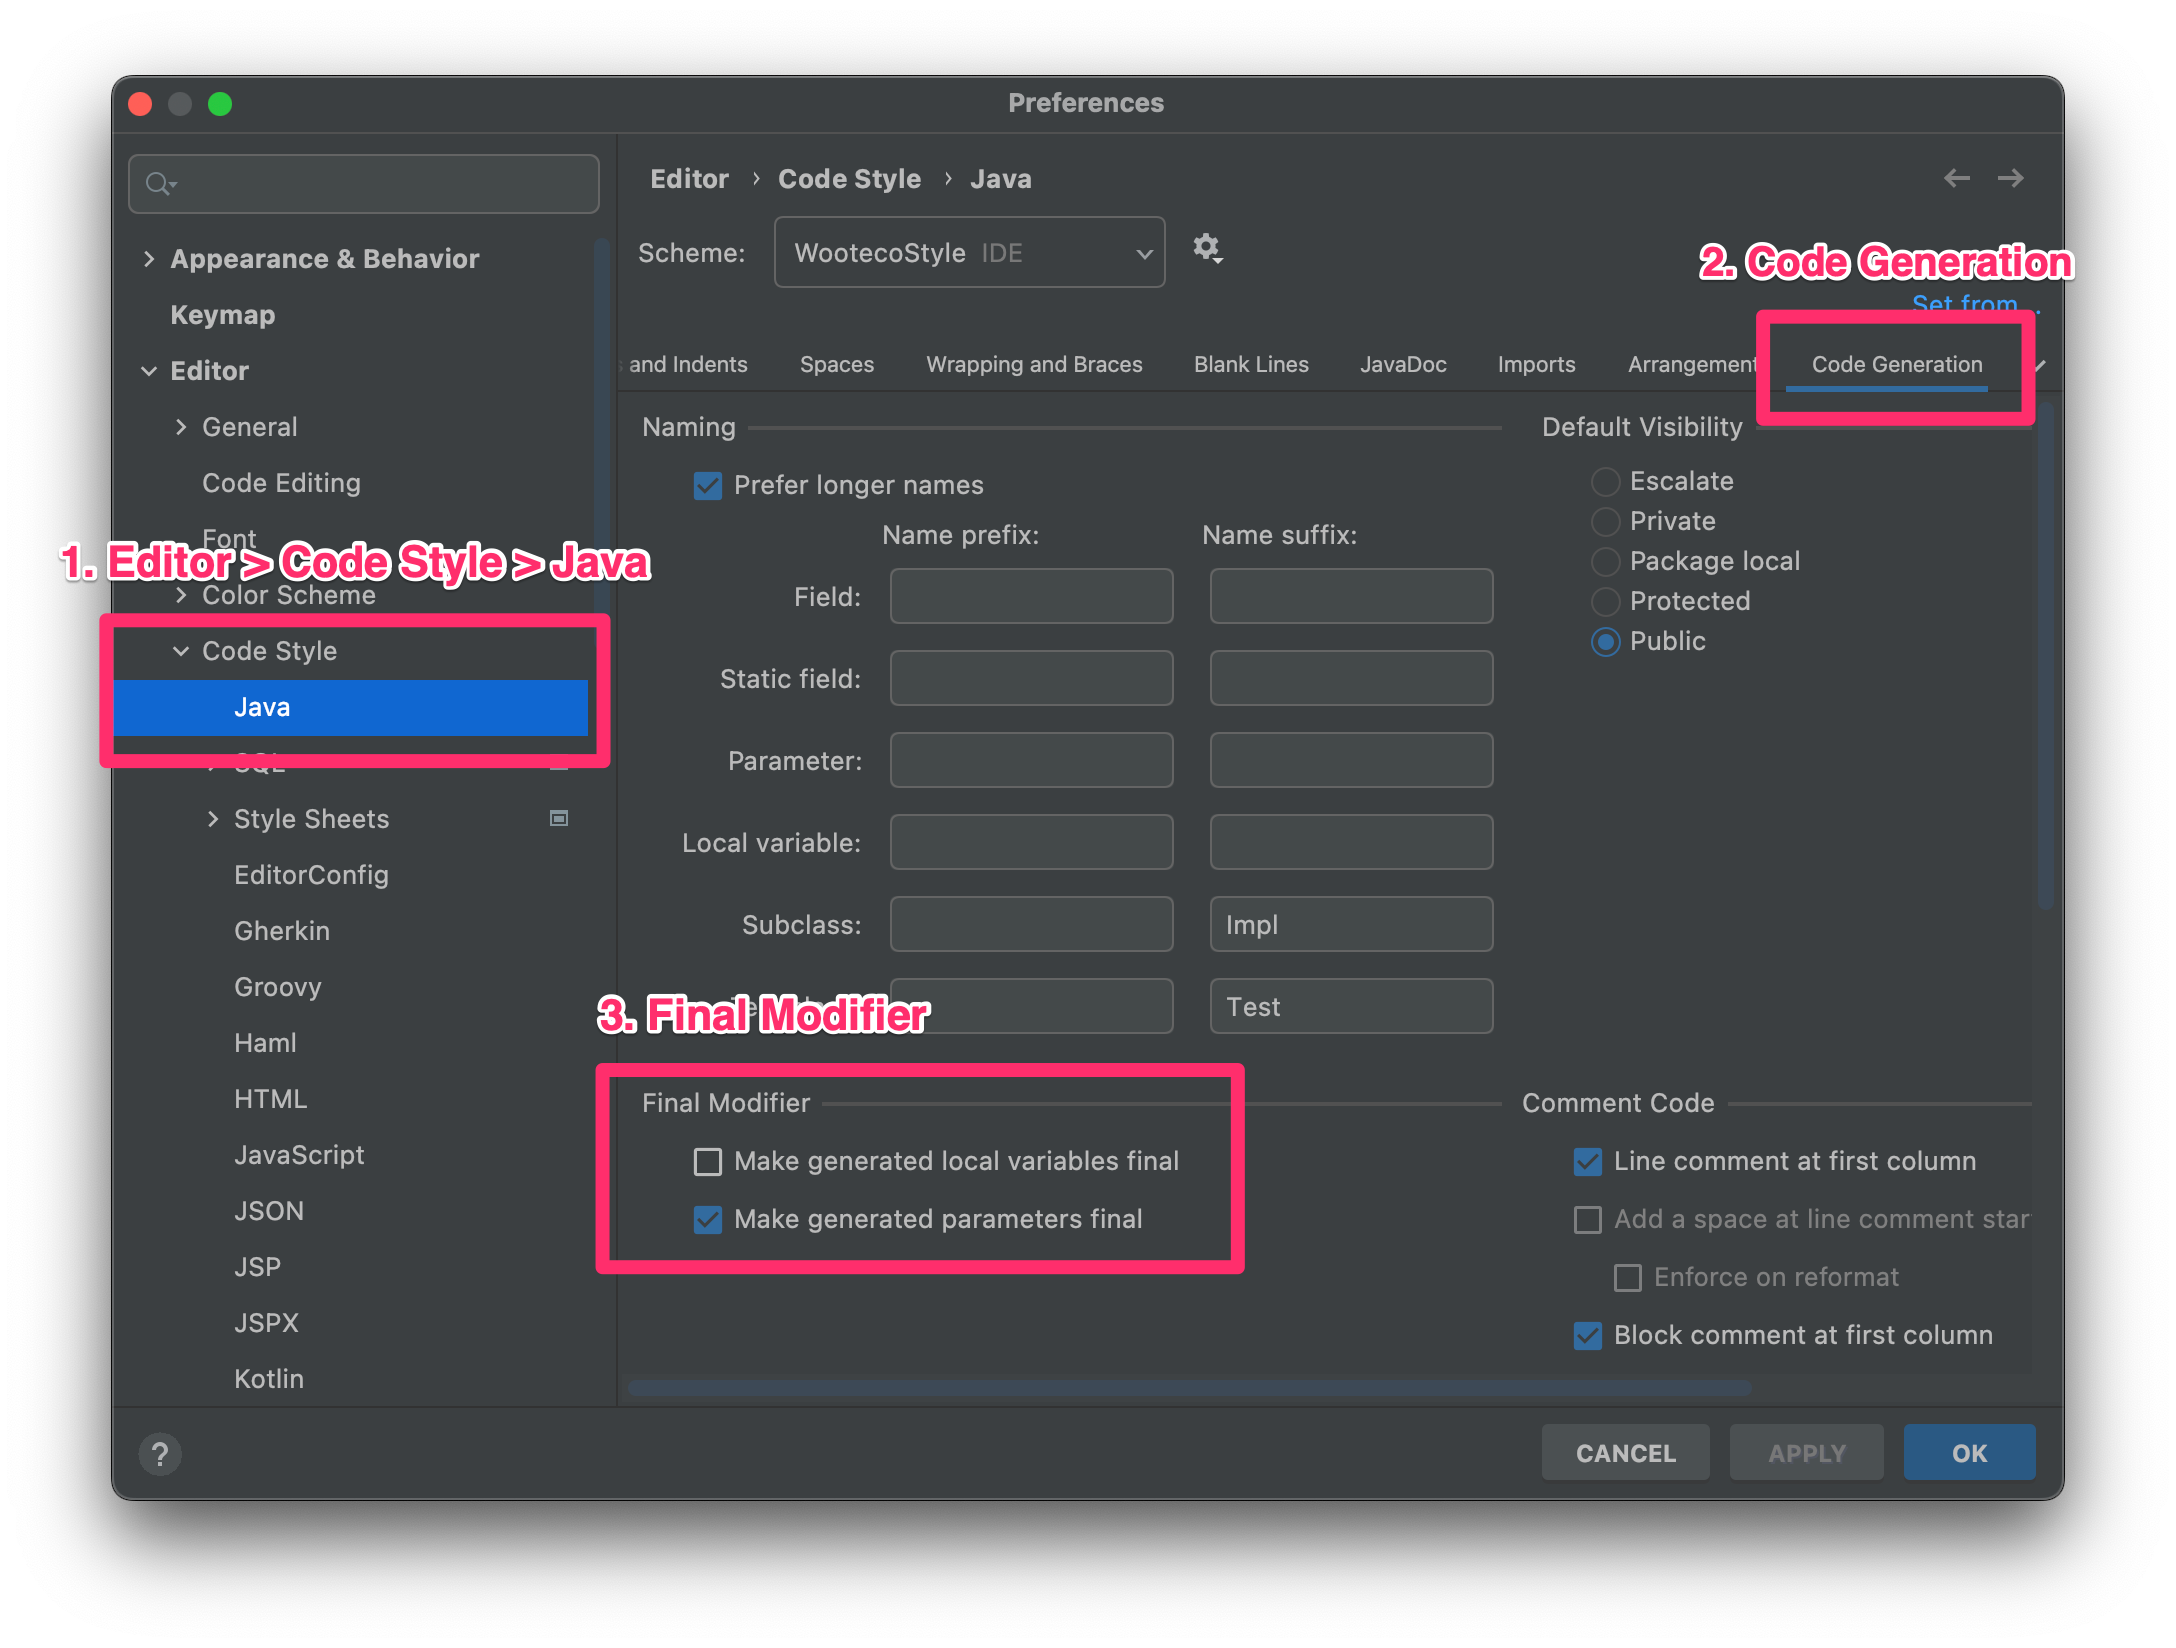 Preferences
Editor › Code Style › Java
Scheme: WootecoStyle IDE
2. Code Generation
Set from...
and Indents
Spaces
Wrapping and Braces
Blank Lines
JavaDoc
Imports
Arrangement
Code Generation
Appearance & Behavior
Keymap
Editor
General
Code Editing
Font
1. Editor > Code Style > Java
Color Scheme
Code Style
Java
SQL
Style Sheets
EditorConfig
Gherkin
Groovy
Haml
HTML
JavaScript
JSON
JSP
JSPX
Kotlin
Naming
Prefer longer names
Name prefix: Name suffix:
Field:
Static field:
Parameter:
Local variable:
Subclass: Impl
Test
3. Final Modifier
Final Modifier
Make generated local variables final
Make generated parameters final
Default Visibility
Escalate
Private
Package local
Protected
Public
Comment Code
Line comment at first column
Add a space at line comment star
Enforce on reformat
Block comment at first column
?
CANCEL
APPLY
OK